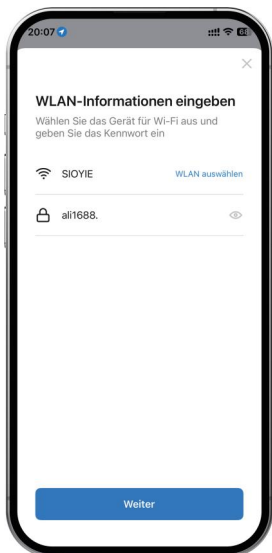 20:07
WLAN-Informationen eingeben
Wählen Sie das Gerät für Wi-Fi aus und
geben Sie das Kennwort ein
SIOYIE WLAN auswählen
ali1688.
Weiter